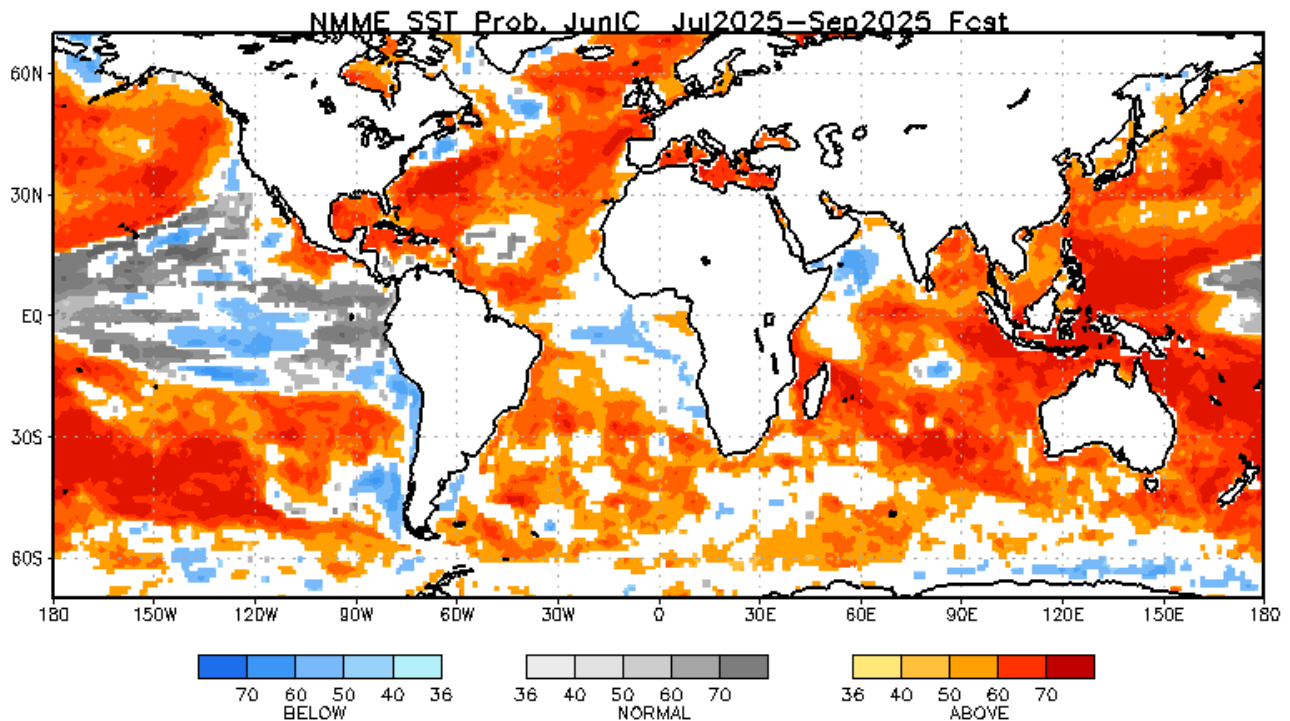 NMME SST Prob. JunIC Jul2025-Sep2025 Fcst
60N
30N
EQ
30S
60S
180 150W 120W 90W 60W 30W 0 30E 60E 90E 120E 150E 180
70 60 50 40 36 36 40 50 60 70 36 40 50 60 70
BELOW NORMAL ABOVE